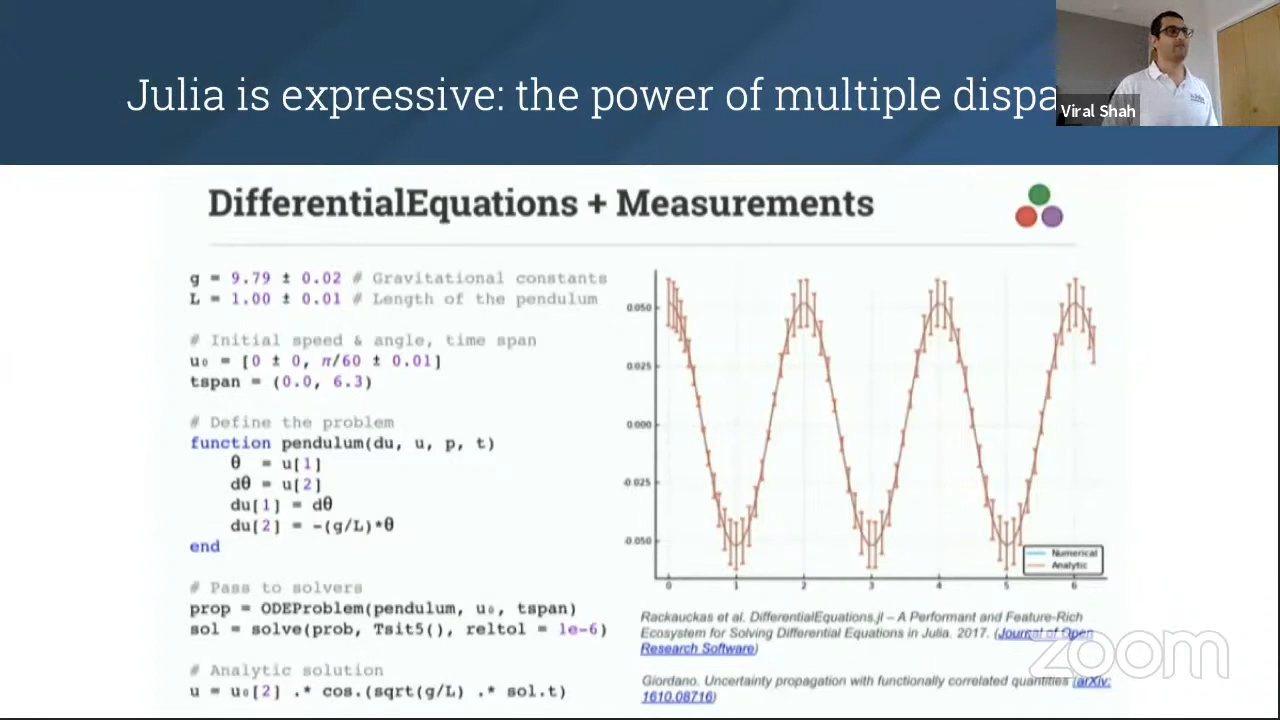 Julia is expressive: the power of multiple dispa
Viral Shah
DifferentialEquations + Measurements
g = 9.79 ± 0.02 # Gravitational constants
L = 1.00 ± 0.01 # Length of the pendulum
# Initial speed & angle, time span
u₀ = [0 ± 0, π/60 ± 0.01]
tspan = (0.0, 6.3)
# Define the problem
function pendulum(du, u, p, t)
θ = u[1]
dθ = u[2]
du[1] = dθ
du[2] = -(g/L)*θ
end
# Pass to solvers
prop = ODEProblem(pendulum, u₀, tspan)
sol = solve(prob, Tsit5(), reltol = 1e-6)
# Analytic solution
u = u₀[2] .* cos.(sqrt(g/L) .* sol.t)
0.050
0.025
0.000
0.025
0.050
0 1 2 3 4 5 6
Numerical
Analytic
Rackauckas et al. DifferentialEquations.jl – A Performant and Feature-Rich
Ecosystem for Solving Differential Equations in Julia. 2017. (Journal of Open
Research Software)
Giordano. Uncertainty propagation with functionally correlated quantities (arXiv:
1610.08716)
zoom